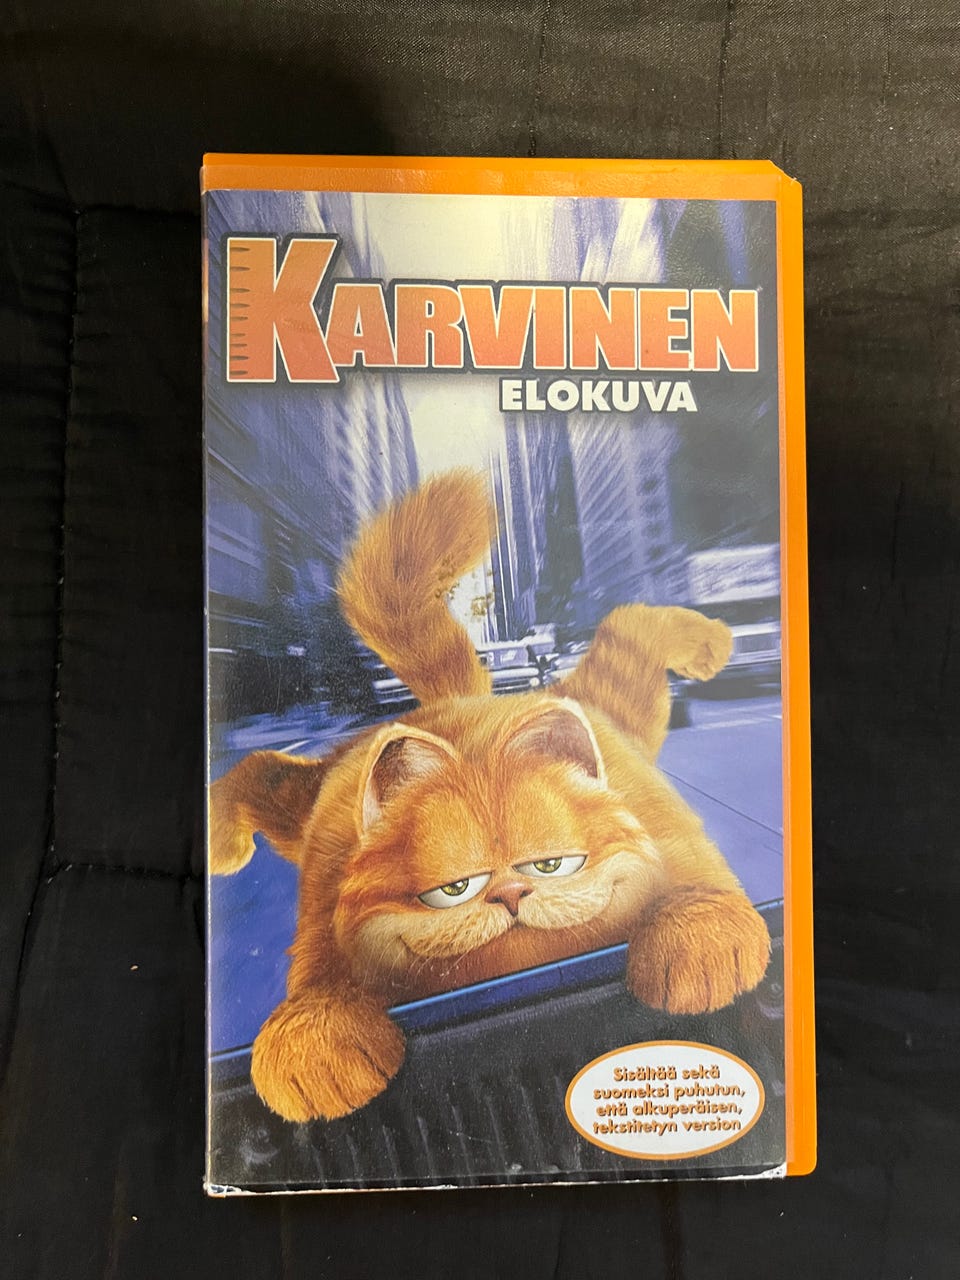 KARVINEN
ELOKUVA
Sisältää sekä
suomeksi puhutun,
että alkuperäisen,
tekstitetyn version